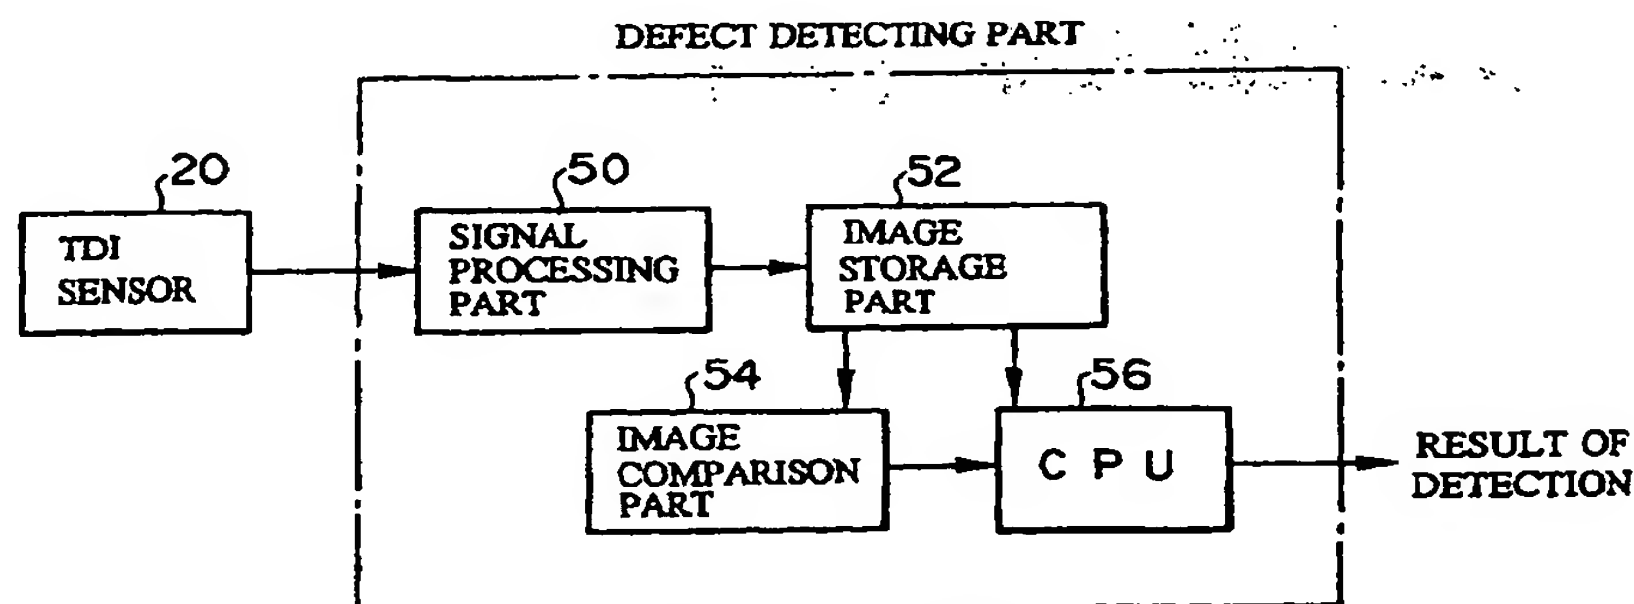 DEFECT DETECTING PART
20
50
52
TDI
SENSOR
SIGNAL
PROCESSING
PART
IMAGE
STORAGE
PART
54
56
IMAGE
COMPARISON
PART
CPU
RESULT OF
DETECTION